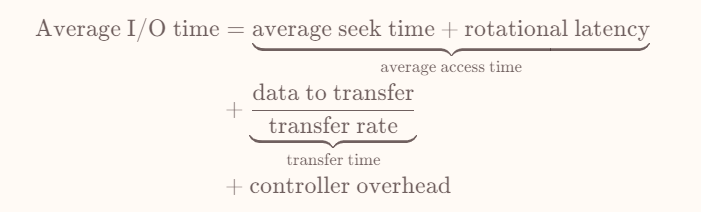 Average I/O time = average seek time + rotational latency
average access time
+ data to transfer
transfer rate
transfer time
+ controller overhead